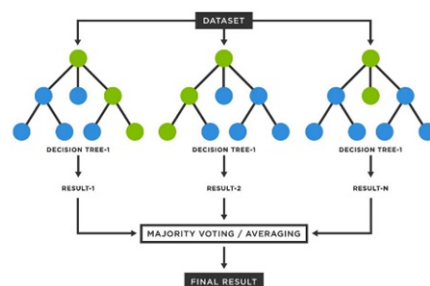 DATASET
DECISION TREE-1
DECISION TREE-1
DECISION TREE-1
RESULT-1
RESULT-2
RESULT-N
MAJORITY VOTING / AVERAGING
FINAL RESULT